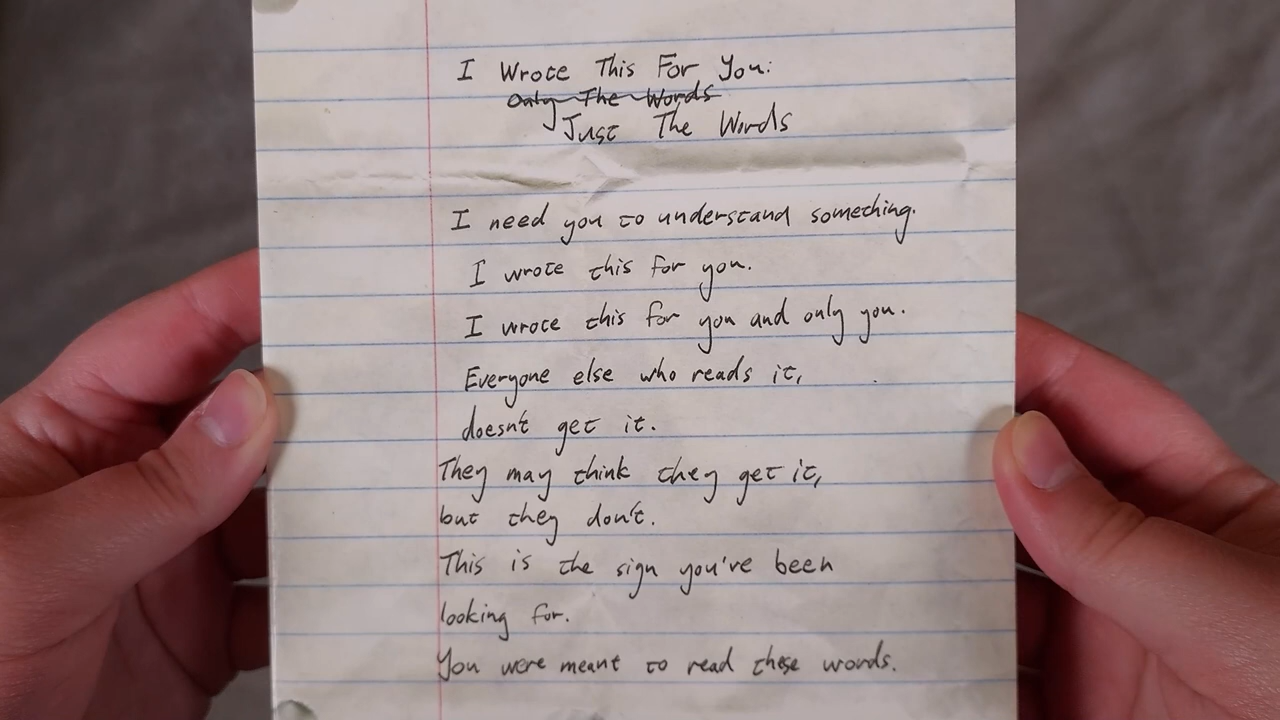 I Wrote This For You:
Only The Words
Just The Words
I need you to understand something.
I wrote this for you.
I wrote this for you and only you.
Everyone else who reads it,
doesn't get it.
They may think they get it,
but they don't.
This is the sign you've been
looking for.
You were meant to read these words.